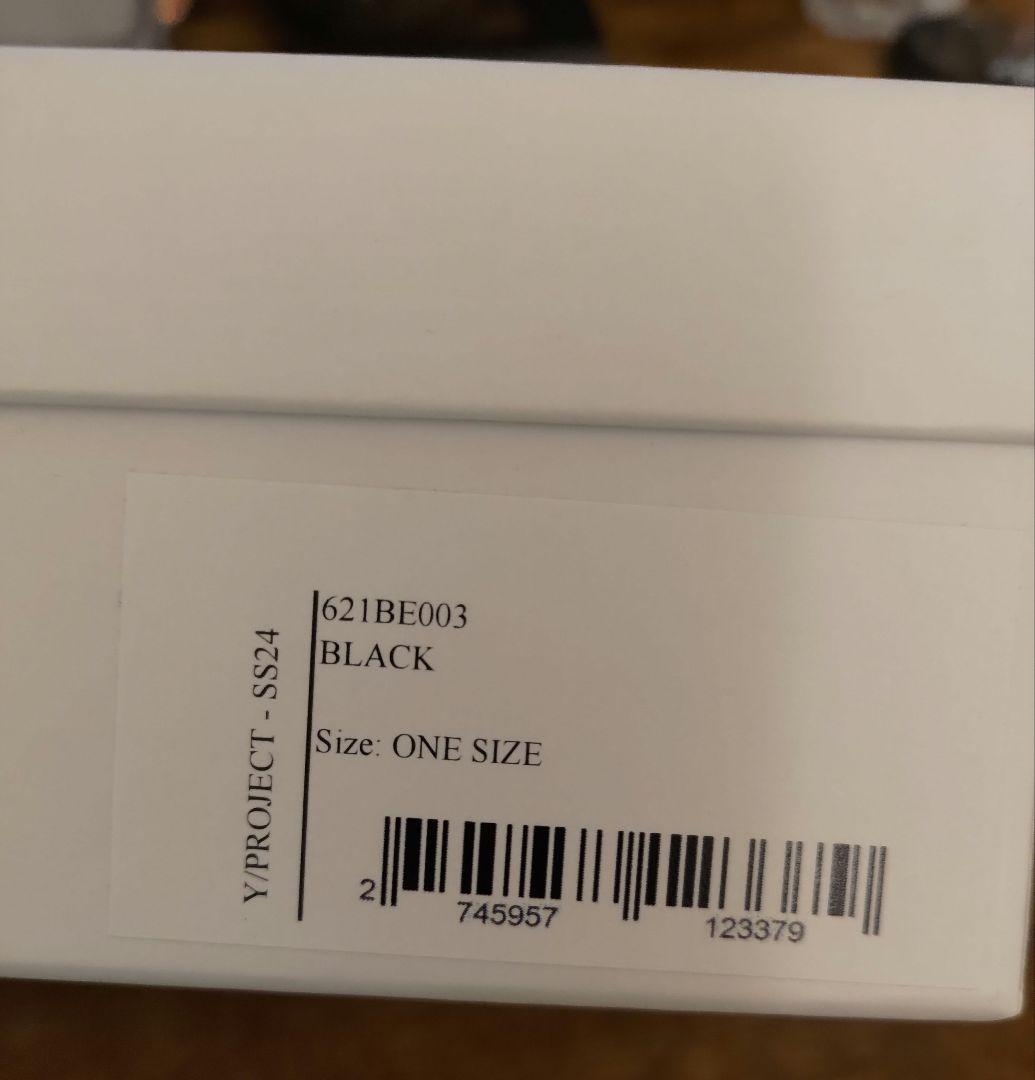 Y/PROJECT - SS24
621BE003
BLACK
Size: ONE SIZE
2 745957 123379